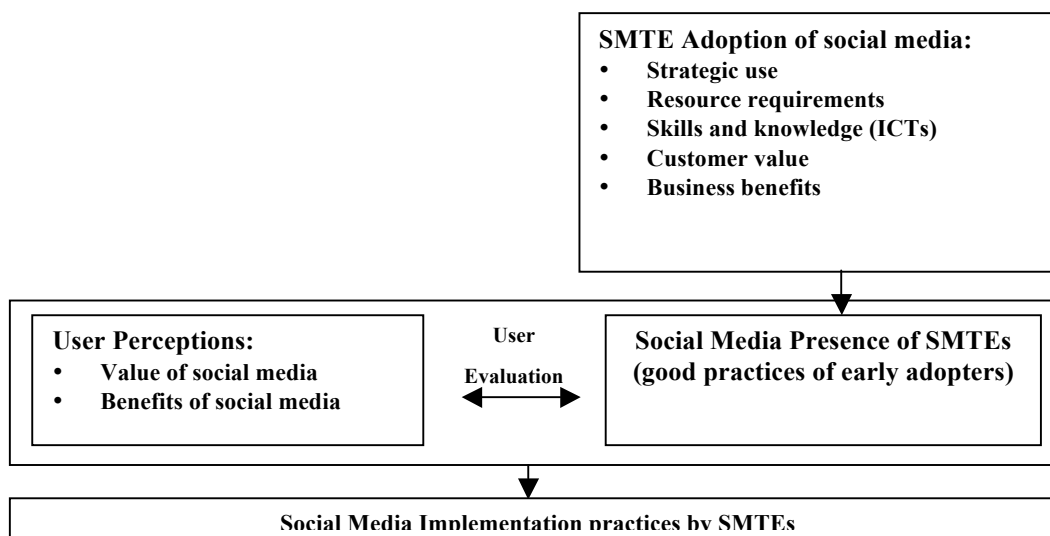 SMTE Adoption of social media:
• Strategic use
• Resource requirements
• Skills and knowledge (ICTs)
• Customer value
• Business benefits
User Perceptions:
• Value of social media
• Benefits of social media
User
Evaluation
Social Media Presence of SMTEs
(good practices of early adopters)
Social Media Implementation practices by SMTEs